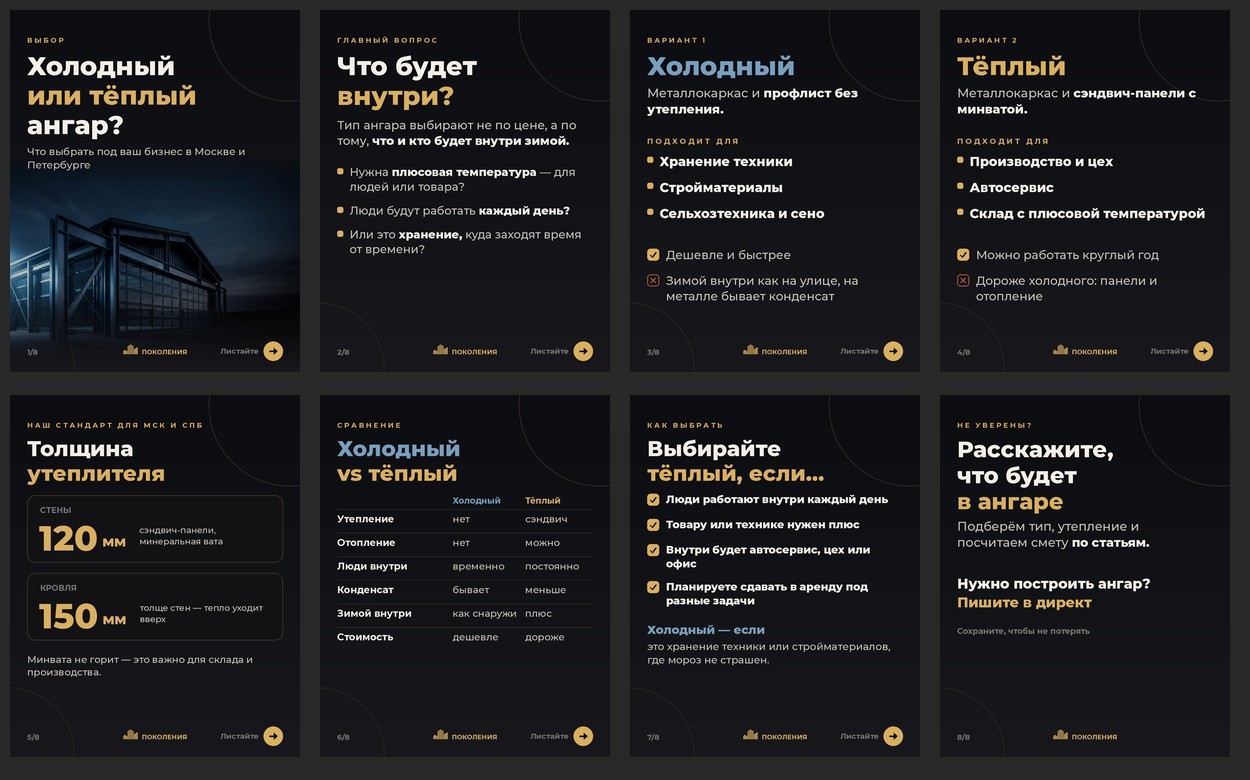 ВЫБОР
Холодный
или тёплый
ангар?
Что выбрать под ваш бизнес в Москве и
Петербурге
1/8
ПОКОЛЕНИЯ
Листайте
ГЛАВНЫЙ ВОПРОС
Что будет
внутри?
Тип ангара выбирают не по цене, а по
тому, что и кто будет внутри зимой.
Нужна плюсовая температура — для
людей или товара?
Люди будут работать каждый день?
Или это хранение, куда заходят время
от времени?
2/8
ПОКОЛЕНИЯ
Листайте
ВАРИАНТ 1
Холодный
Металлокаркас и профлист без
утепления.
ПОДХОДИТ ДЛЯ
Хранение техники
Стройматериалы
Сельхозтехника и сено
Дешевле и быстрее
Зимой внутри как на улице, на
металле бывает конденсат
3/8
ПОКОЛЕНИЯ
Листайте
ВАРИАНТ 2
Тёплый
Металлокаркас и сэндвич-панели с
минватой.
ПОДХОДИТ ДЛЯ
Производство и цех
Автосервис
Склад с плюсовой температурой
Можно работать круглый год
Дороже холодного: панели и
отопление
4/8
ПОКОЛЕНИЯ
Листайте
НАШ СТАНДАРТ ДЛЯ МСК И СПБ
Толщина
утеплителя
СТЕНЫ
120 мм
сэндвич-панели,
минеральная вата
КРОВЛЯ
150 мм
толще стен — тепло уходит
вверх
Минвата не горит — это важно для склада и
производства.
5/8
ПОКОЛЕНИЯ
Листайте
СРАВНЕНИЕ
Холодный
vs тёплый
Холодный Тёплый
Утепление нет сэндвич
Отопление нет можно
Люди внутри временно постоянно
Конденсат бывает меньше
Зимой внутри как снаружи плюс
Стоимость дешевле дороже
6/8
ПОКОЛЕНИЯ
Листайте
КАК ВЫБРАТЬ
Выбирайте
тёплый, если...
Люди работают внутри каждый день
Товару или технике нужен плюс
Внутри будет автосервис, цех или
офис
Планируете сдавать в аренду под
разные задачи
Холодный — если
это хранение техники или стройматериалов,
где мороз не страшен.
7/8
ПОКОЛЕНИЯ
Листайте
НЕ УВЕРЕНЫ?
Расскажите,
что будет
в ангаре
Подберём тип, утепление и
посчитаем смету по статьям.
Нужно построить ангар?
Пишите в директ
Сохраните, чтобы не потерять
8/8
ПОКОЛЕНИЯ